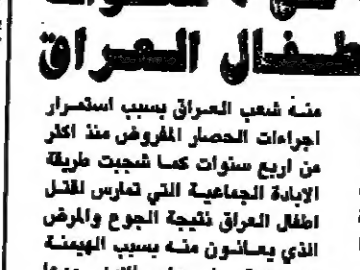 طفال العراق
منه شعب العراق بسبب استمرار
اجراءات الحصار المفروض منذ اكثر
من اربع سنوات كما شجبت طريقة
الإبادة الجماعية التي تمارس لقتل
اطفال العراق نتيجة الجوع والمرض
الذي يعانون منه بسبب الهيمنة